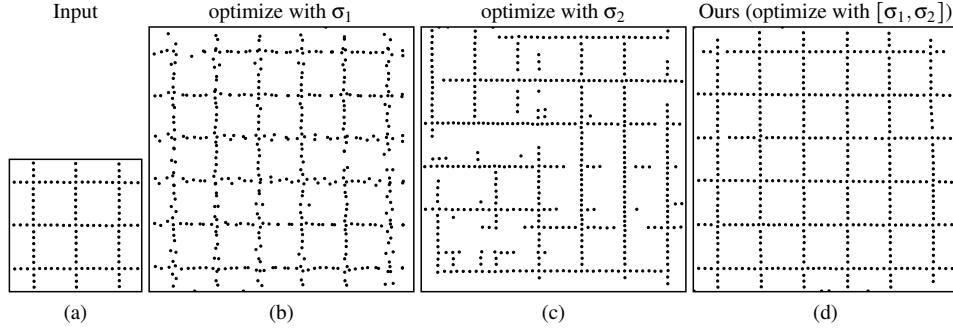 Input optimize with σ₁ optimize with σ₂ Ours (optimize with [σ₁,σ₂])
(a) (b) (c) (d)